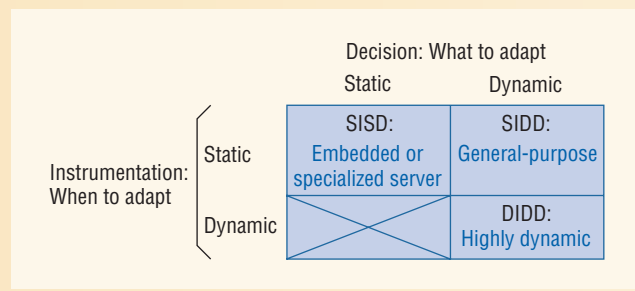 Decision: What to adapt
Static Dynamic
Instrumentation:
When to adapt
Static
SISD:
Embedded or
specialized server
SIDD:
General-purpose
Dynamic
DIDD:
Highly dynamic